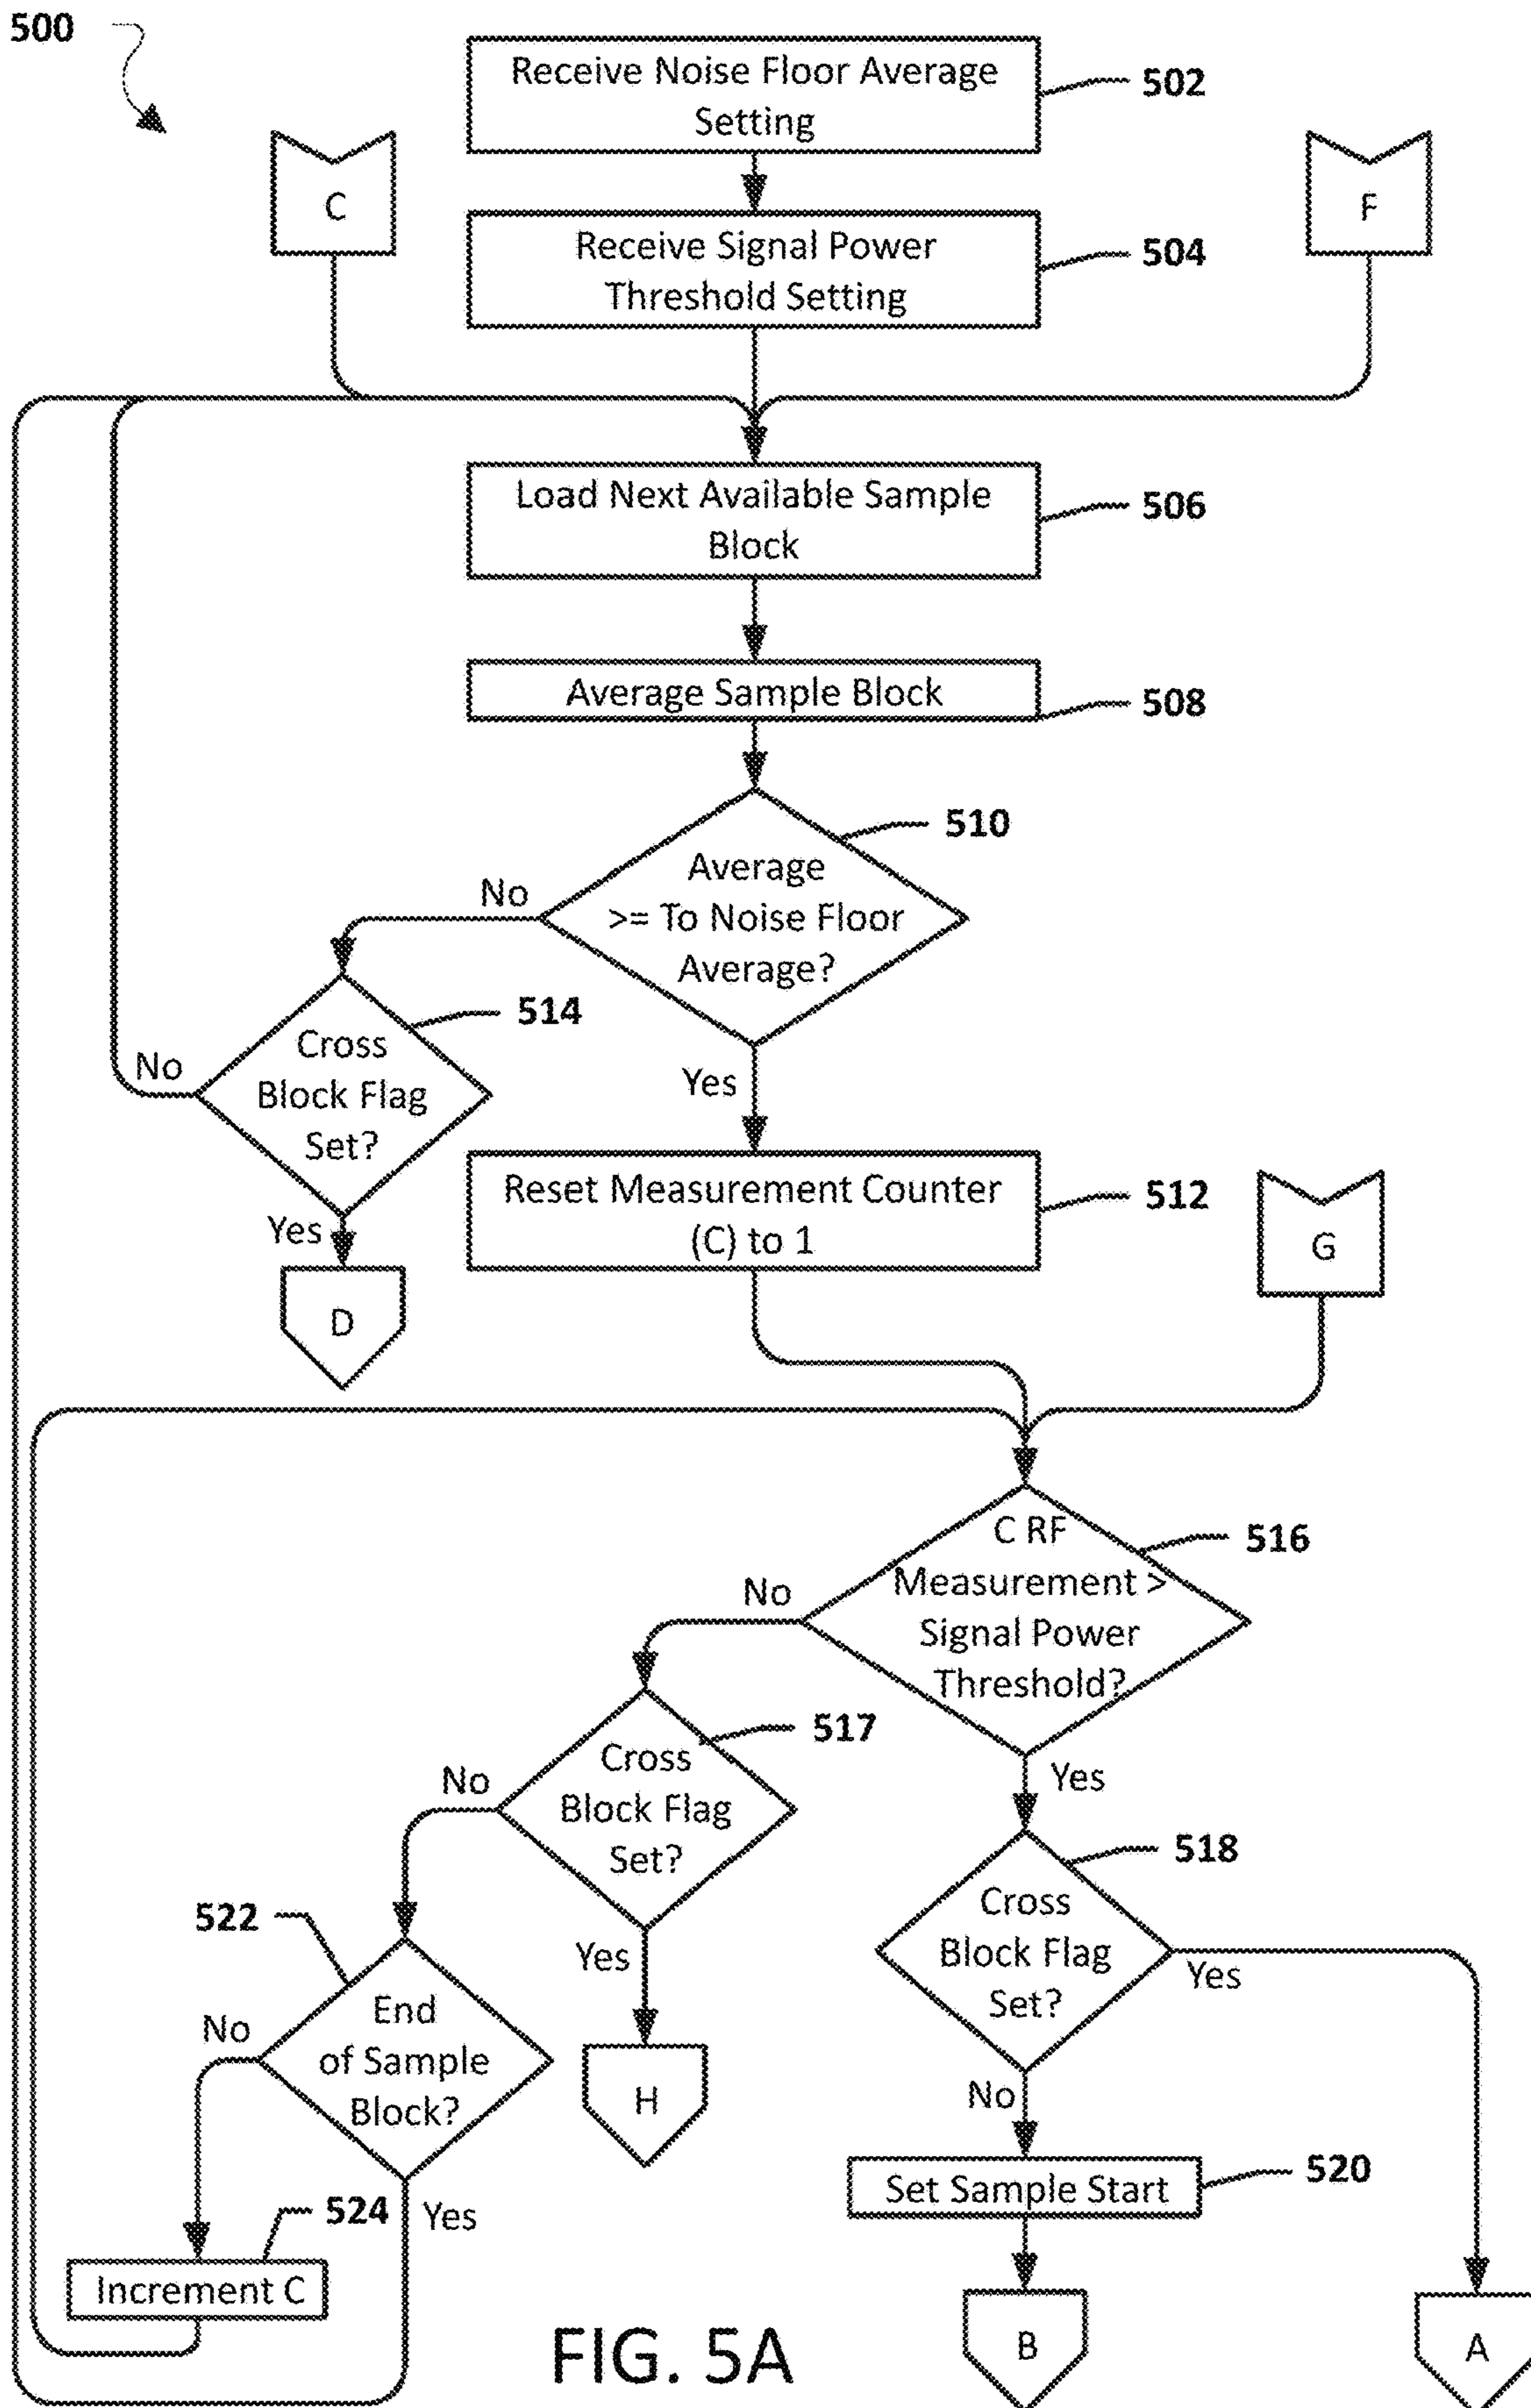 500
Receive Noise Floor Average
Setting
502
C
F
Receive Signal Power
Threshold Setting
504
Load Next Available Sample
Block
506
Average Sample Block
508
510
Average
>= To Noise Floor
Average?
No
514
Cross
Block Flag
Set?
No
Yes
Yes
D
Reset Measurement Counter
(C) to 1
512
G
C RF
Measurement >
Signal Power
Threshold?
516
No
Yes
517
Cross
Block Flag
Set?
No
Yes
H
518
Cross
Block Flag
Set?
Yes
No
522
End
of Sample
Block?
No
Yes
524
Increment C
Set Sample Start
520
B
A
FIG. 5A